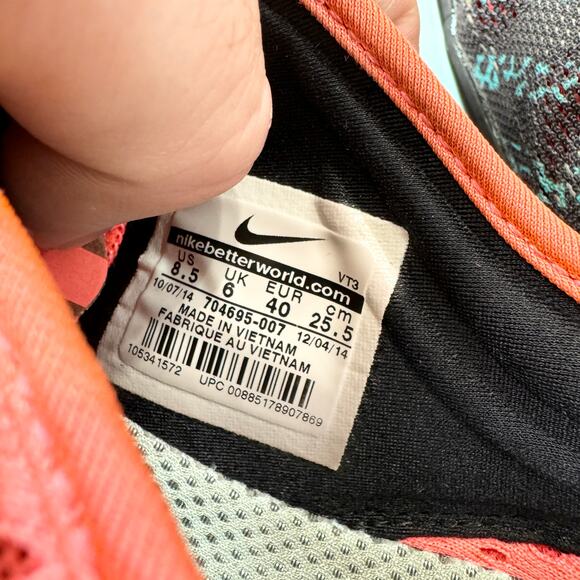 nikebetterworld.com
VT3
US UK EUR cm
8.5 6 40 25.5
10/07/14 704695-007 12/04/14
MADE IN VIETNAM
FABRIQUE AU VIETNAM
105341572
UPC 00885178907869